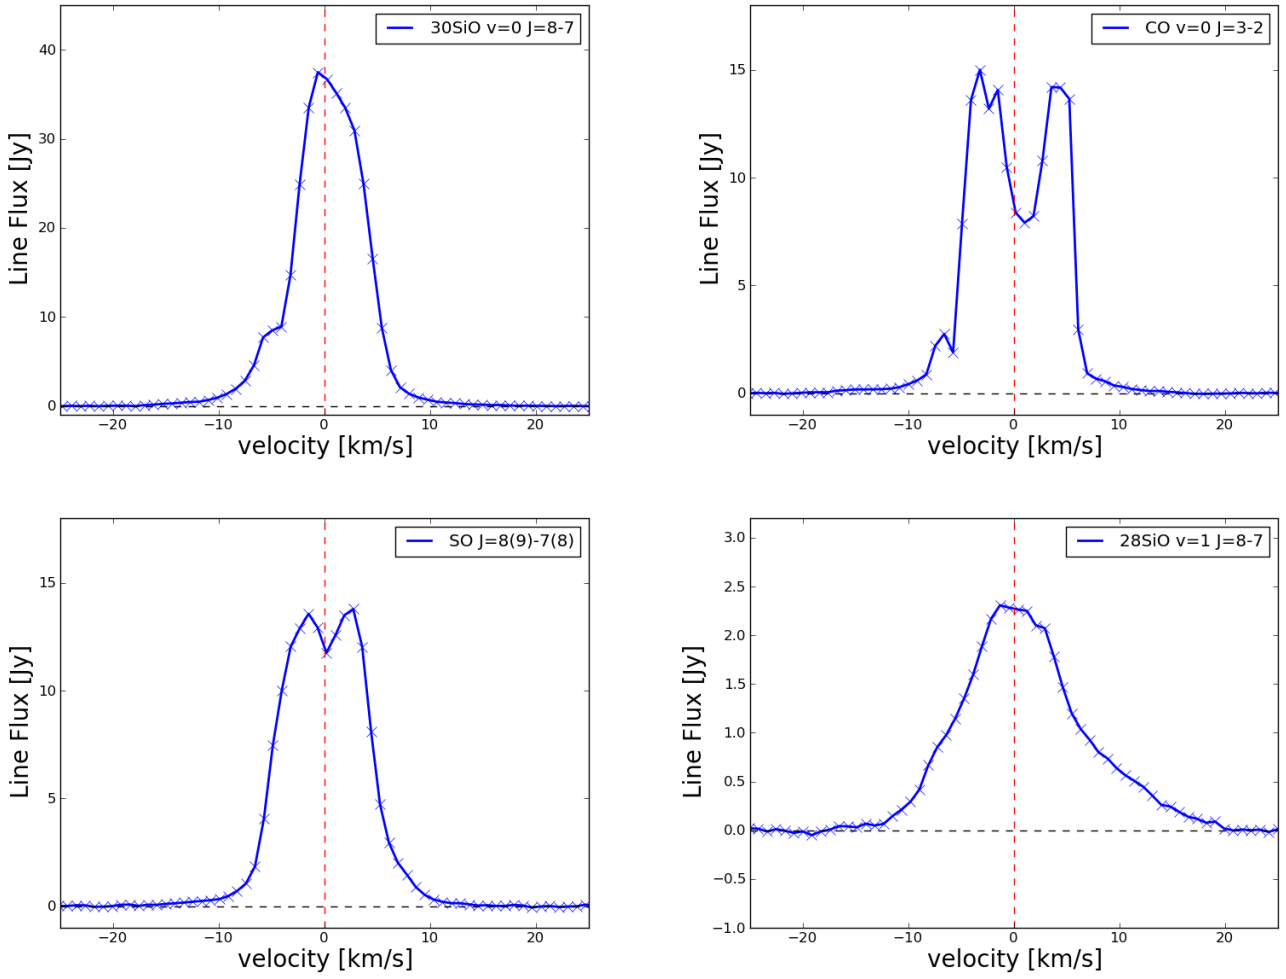 30SiO v=0 J=8-7
Line Flux [Jy]
40
30
20
10
0
−20 −10 0 10 20
velocity [km/s]
CO v=0 J=3-2
Line Flux [Jy]
15
10
5
0
−20 −10 0 10 20
velocity [km/s]
SO J=8(9)-7(8)
Line Flux [Jy]
15
10
5
0
−20 −10 0 10 20
velocity [km/s]
28SiO v=1 J=8-7
Line Flux [Jy]
3.0
2.5
2.0
1.5
1.0
0.5
0.0
−0.5
−1.0
−20 −10 0 10 20
velocity [km/s]